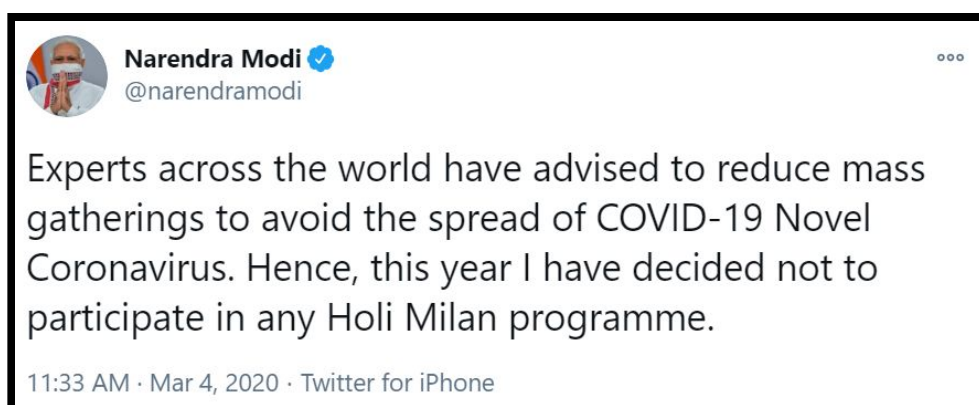 Narendra Modi
@narendramodi
Experts across the world have advised to reduce mass
gatherings to avoid the spread of COVID-19 Novel
Coronavirus. Hence, this year I have decided not to
participate in any Holi Milan programme.
11:33 AM · Mar 4, 2020 · Twitter for iPhone